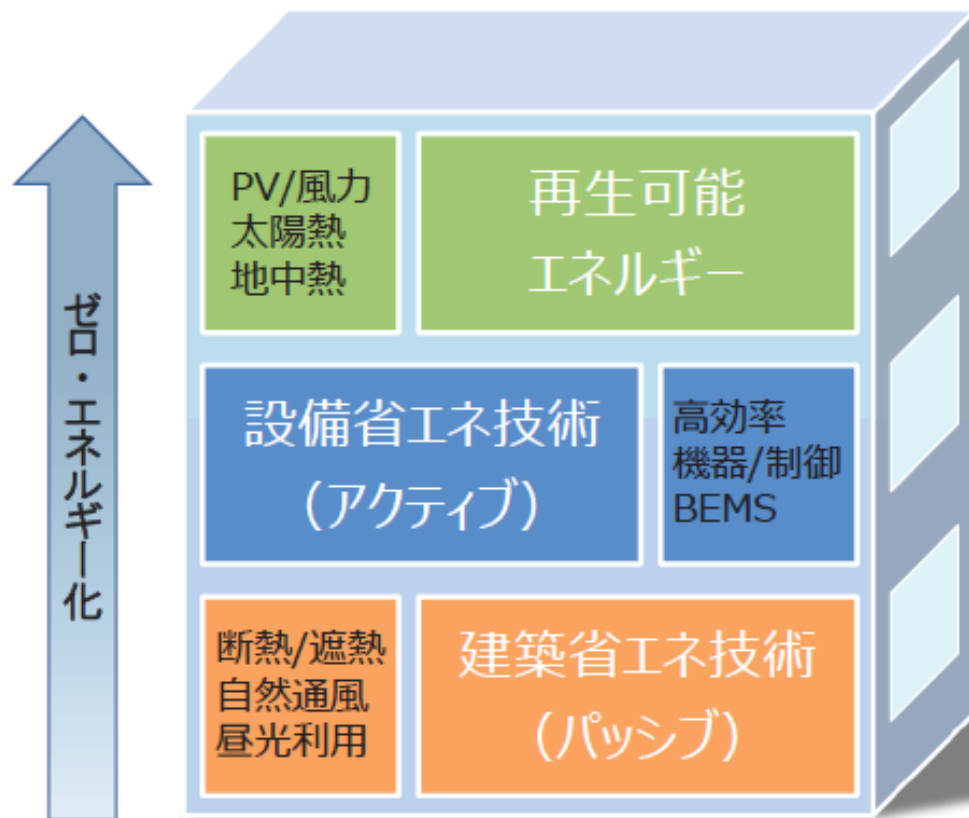 ゼロ・エネルギー化
PV/風力
太陽熱
地中熱
再生可能
エネルギー
設備省エネ技術
(アクティブ)
高効率
機器/制御
BEMS
断熱/遮熱
自然通風
昼光利用
建築省エネ技術
(パッシブ)